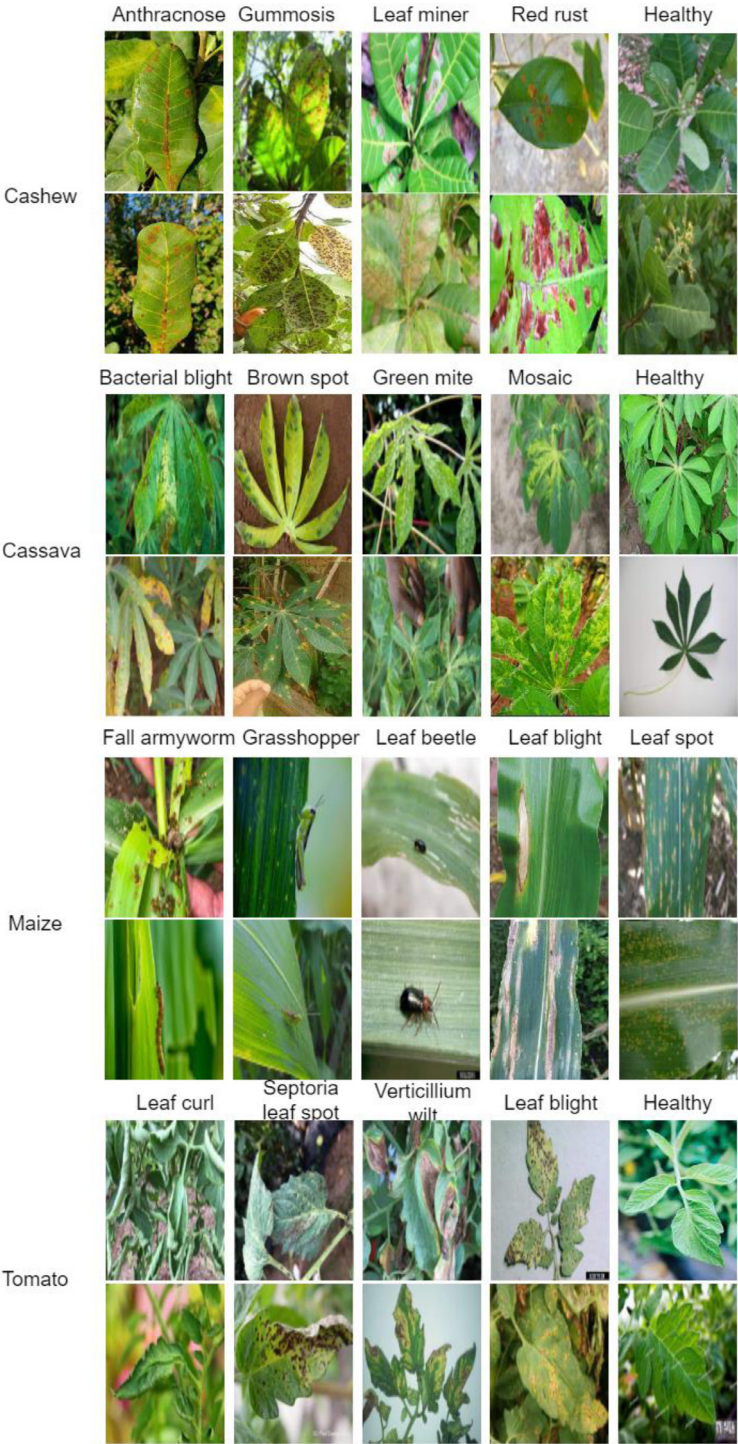 Anthracnose Gummosis Leaf miner Red rust Healthy
Cashew
Bacterial blight Brown spot Green mite Mosaic Healthy
Cassava
Fall armyworm Grasshopper Leaf beetle Leaf blight Leaf spot
Maize
Leaf curl Septoria leaf spot Verticillium wilt Leaf blight Healthy
Tomato